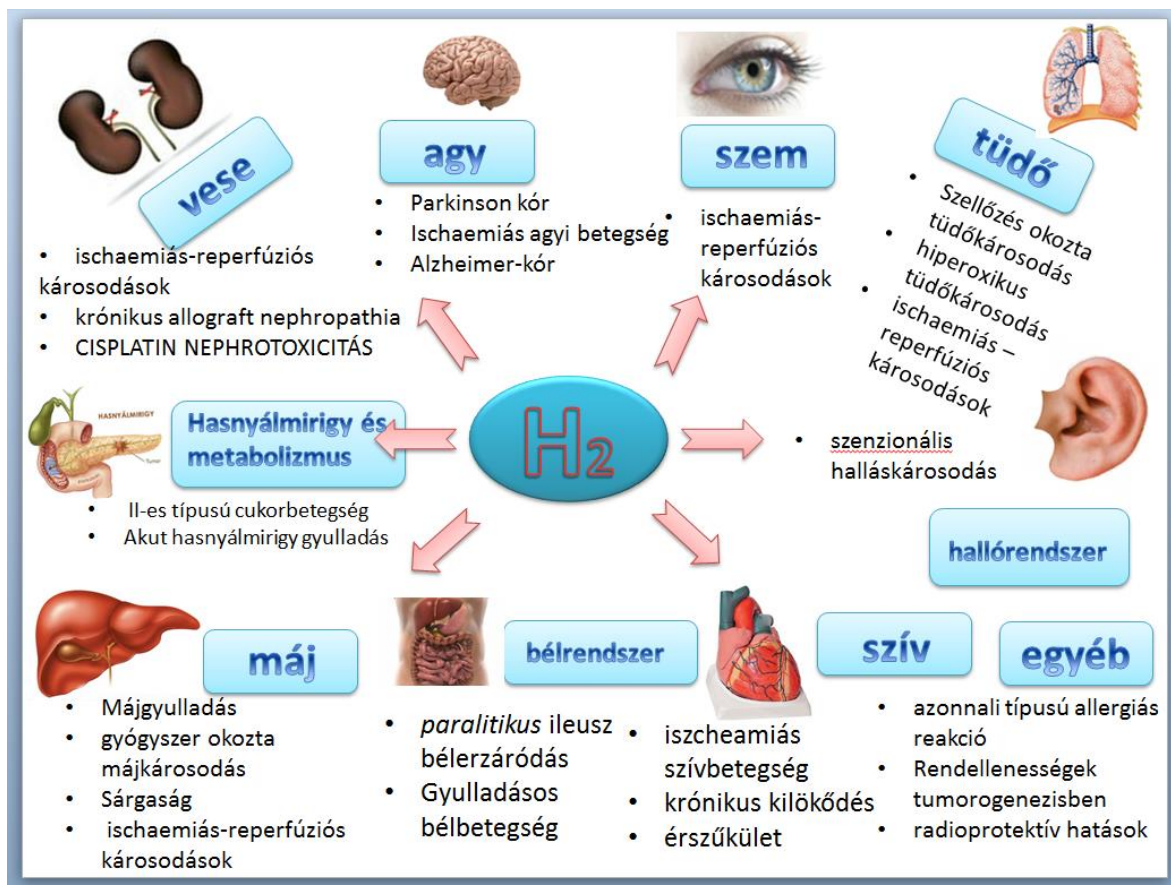 vese
• ischaemiás-reperfúziós
károsodások
• krónikus allograft nephropathia
• CISPLATIN NEPHROTOXICITÁS
agy
• Parkinson kór
• Ischaemiás agyi betegség
• Alzheimer-kór
szem
• ischaemiás-
reperfúziós
károsodások
tüdő
• Szellőzés okozta
tüdőkárosodás
• hiperoxikus
tüdőkárosodás
• ischaemiás –
reperfúziós
károsodások
HASNYÁLMIRIGY
Tumor
Hasnyálmirigy és
metabolizmus
• II-es típusú cukorbetegség
• Akut hasnyálmirigy gyulladás
H2
• szenzionális
halláskárosodás
hallórendszer
máj
• Májgyulladás
• gyógyszer okozta
májkárosodás
• Sárgaság
• ischaemiás-reperfúziós
károsodások
bélrendszer
• paralitikus ileusz
bélerzáródás
• Gyulladásos
bélbetegség
szív
• iszcheamiás
szívbetegség
• krónikus kilökődés
• érszűkület
egyéb
• azonnali típusú allergiás
reakció
• Rendellenességek
tumorogenezisben
• radioprotektív hatások